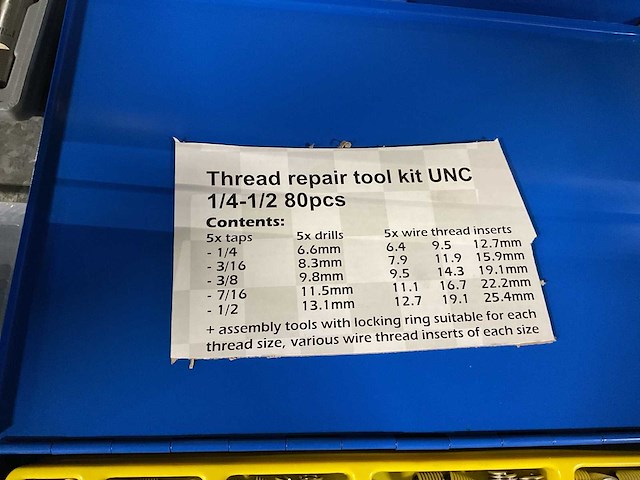 Thread repair tool kit UNC
1/4-1/2 80pcs
Contents:
5x taps 5x drills 5x wire thread inserts
- 1/4 6.6mm 6.4 9.5 12.7mm
- 3/16 8.3mm 7.9 11.9 15.9mm
- 3/8 9.8mm 9.5 14.3 19.1mm
- 7/16 11.5mm 11.1 16.7 22.2mm
- 1/2 13.1mm 12.7 19.1 25.4mm
+ assembly tools with locking ring suitable for each
thread size, various wire thread inserts of each size